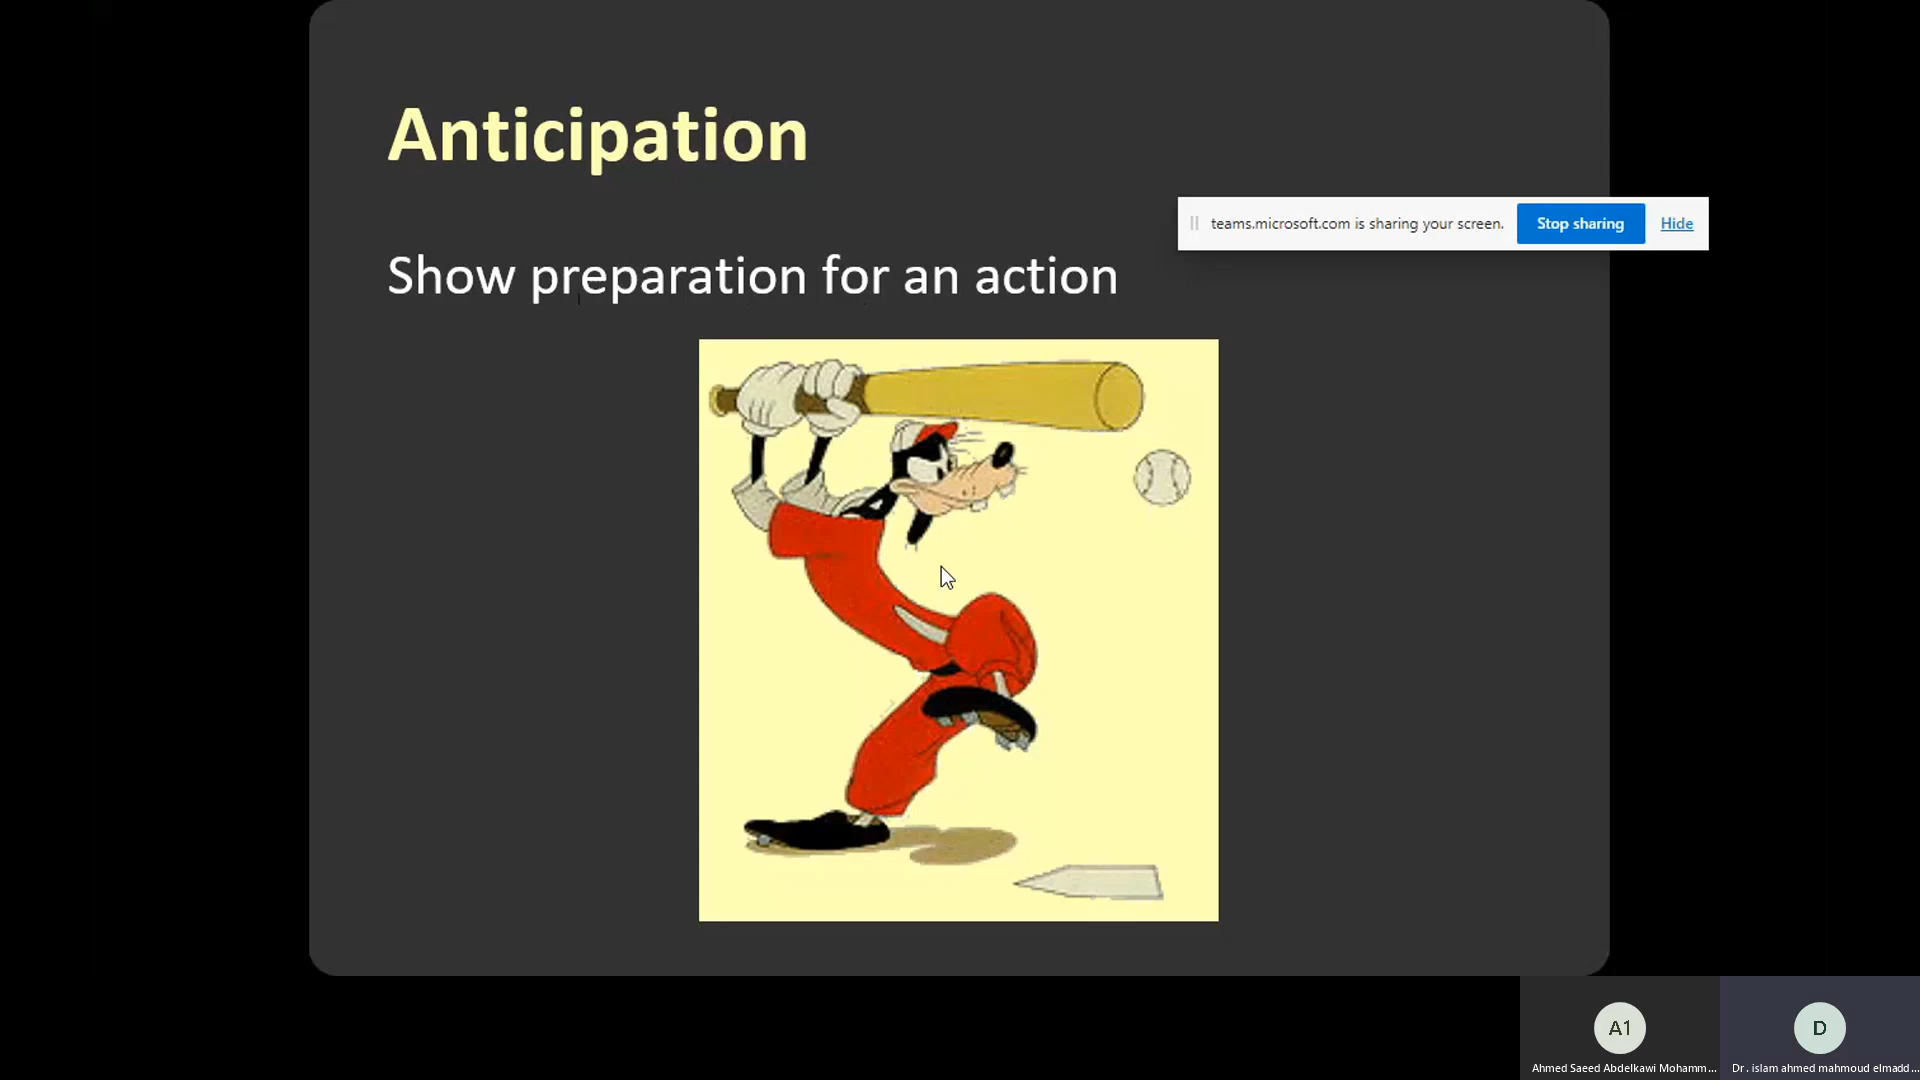 Anticipation
teams.microsoft.com is sharing your screen. Stop sharing Hide
Show preparation for an action
A1 D
Ahmed Saeed Abdelkawi Mohamm... Dr. islam ahmed mahmoud elmadd...